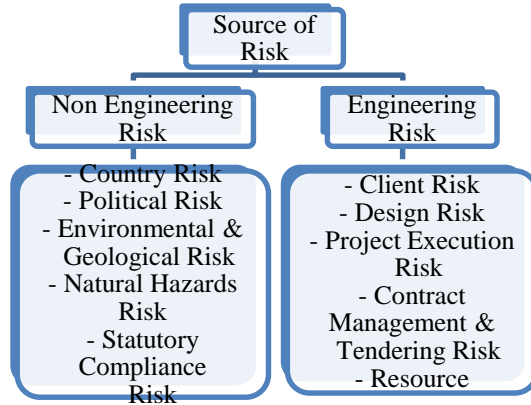 Source of
Risk
Non Engineering
Risk
Engineering
Risk
- Country Risk
- Political Risk
- Environmental &
Geological Risk
- Natural Hazards
Risk
- Statutory
Compliance
Risk
- Client Risk
- Design Risk
- Project Execution
Risk
- Contract
Management &
Tendering Risk
- Resource